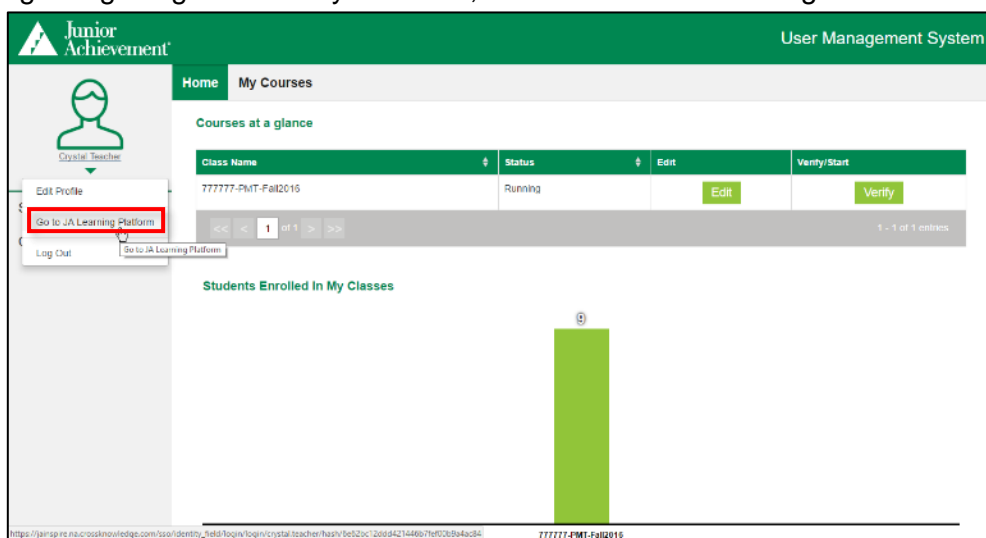 Junior
Achievement
User Management System
Home My Courses
Courses at a glance
Crystal Teacher
Class Name Status Edit Verify/Start
777777-PMT-Fall2016 Running Edit Verify
<< < 1 of 1 > >> 1 - 1 of 1 entries
Edit Profile
Go to JA Learning Platform
Log Out
Go to JA Learning Platform
Students Enrolled In My Classes
9
777777-PMT-Fall2016